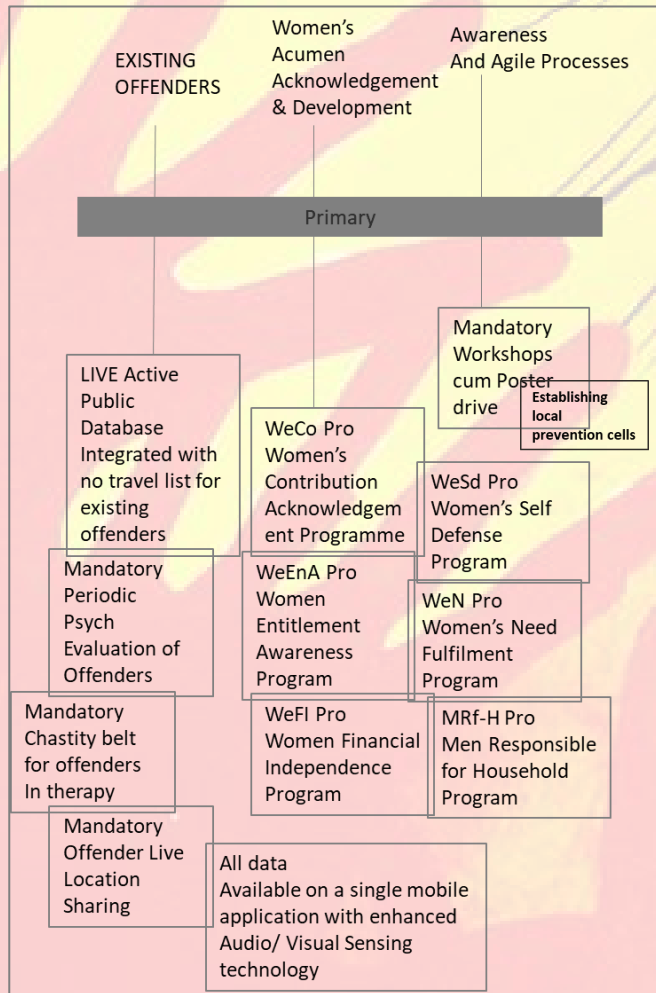 EXISTING
OFFENDERS
Women's
Acumen
Acknowledgement
& Development
Awareness
And Agile Processes
Primary
LIVE Active
Public
Database
Integrated with
no travel list for
existing
offenders
Mandatory
Periodic
Psych
Evaluation of
Offenders
Mandatory
Chastity belt
for offenders
In therapy
Mandatory
Offender Live
Location
Sharing
WeCo Pro
Women's
Contribution
Acknowledgem
ent Programme
WeEnA Pro
Women
Entitlement
Awareness
Program
WeFI Pro
Women Financial
Independence
Program
Mandatory
Workshops
cum Poster
drive
Establishing
local
prevention cells
WeSd Pro
Women's Self
Defense
Program
WeN Pro
Women's Need
Fulfilment
Program
MRf-H Pro
Men Responsible
for Household
Program
All data
Available on a single mobile
application with enhanced
Audio/ Visual Sensing
technology